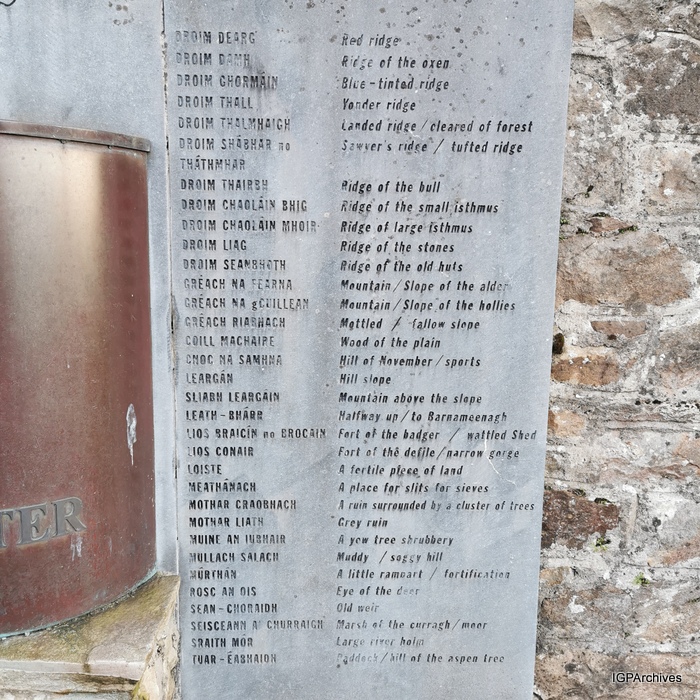 DROIM DEARG Red ridge
DROIM DAMH Ridge of the oxen
DROIM GHORMÁIN Blue-tinted ridge
DROIM THALL Yonder ridge
DROIM THALMHAIGH Landed ridge / cleared of forest
DROIM SHÁBHAR no Sawyer's ridge / tufted ridge
THÁTHMHAR
DROIM THAIRBH Ridge of the bull
DROIM CHAOLÁIN BHIG Ridge of the small isthmus
DROIM CHAOLÁIN MHOIR Ridge of large isthmus
DROIM LIAG Ridge of the stones
DROIM SEANBHOTH Ridge of the old huts
GRÉACH NA FEARNA Mountain / Slope of the alder
GRÉACH NA gCUILLEAN Mountain / Slope of the hollies
GRÉACH RIABHACH Mottled / fallow slope
COILL MACHAIRE Wood of the plain
CNOC NA SAMHNA Hill of November / sports
LEARGÁN Hill slope
SLIABH LEARGÁIN Mountain above the slope
LEATH-BHÁRR Halfway up / to Barnameenagh
LIOS BRAICÍN no BROCAIN Fort of the badger / wattled Shed
LIOS CONAIR Fort of the defile / narrow gorge
LOISTE A fertile piece of land
MEATHÁNACH A place for slits for sieves
MOTHAR CRAOBHACH A ruin surrounded by a cluster of trees
MOTHAR LIATH Grey ruin
MUINE AN IUBHAIR A yew tree shrubbery
MULLACH SALACH Muddy / soggy hill
MÚRTHÁN A little rampart / fortification
ROSC AN OIS Eye of the deer
SEAN-CHORAIDH Old weir
SEISCEANN A' CHURRAIGH Marsh of the curragh / moor
SRAITH MÓR Large river holm
TUAR-ÉABHAION Paddock / hill of the aspen tree
TER
IGPArchives